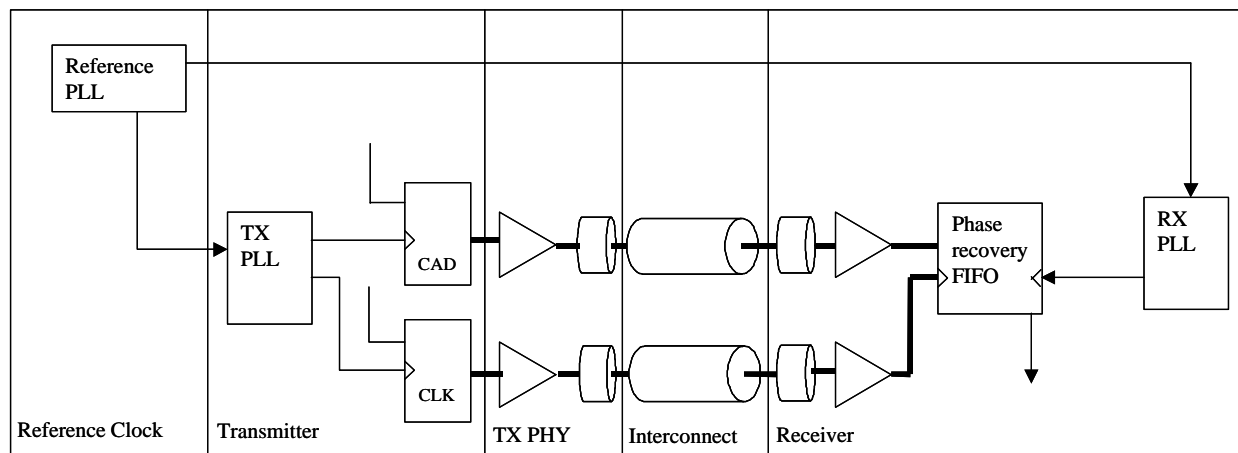 Reference
PLL
TX
PLL
CAD
CLK
Phase
recovery
FIFO
RX
PLL
Reference Clock
Transmitter
TX PHY
Interconnect
Receiver